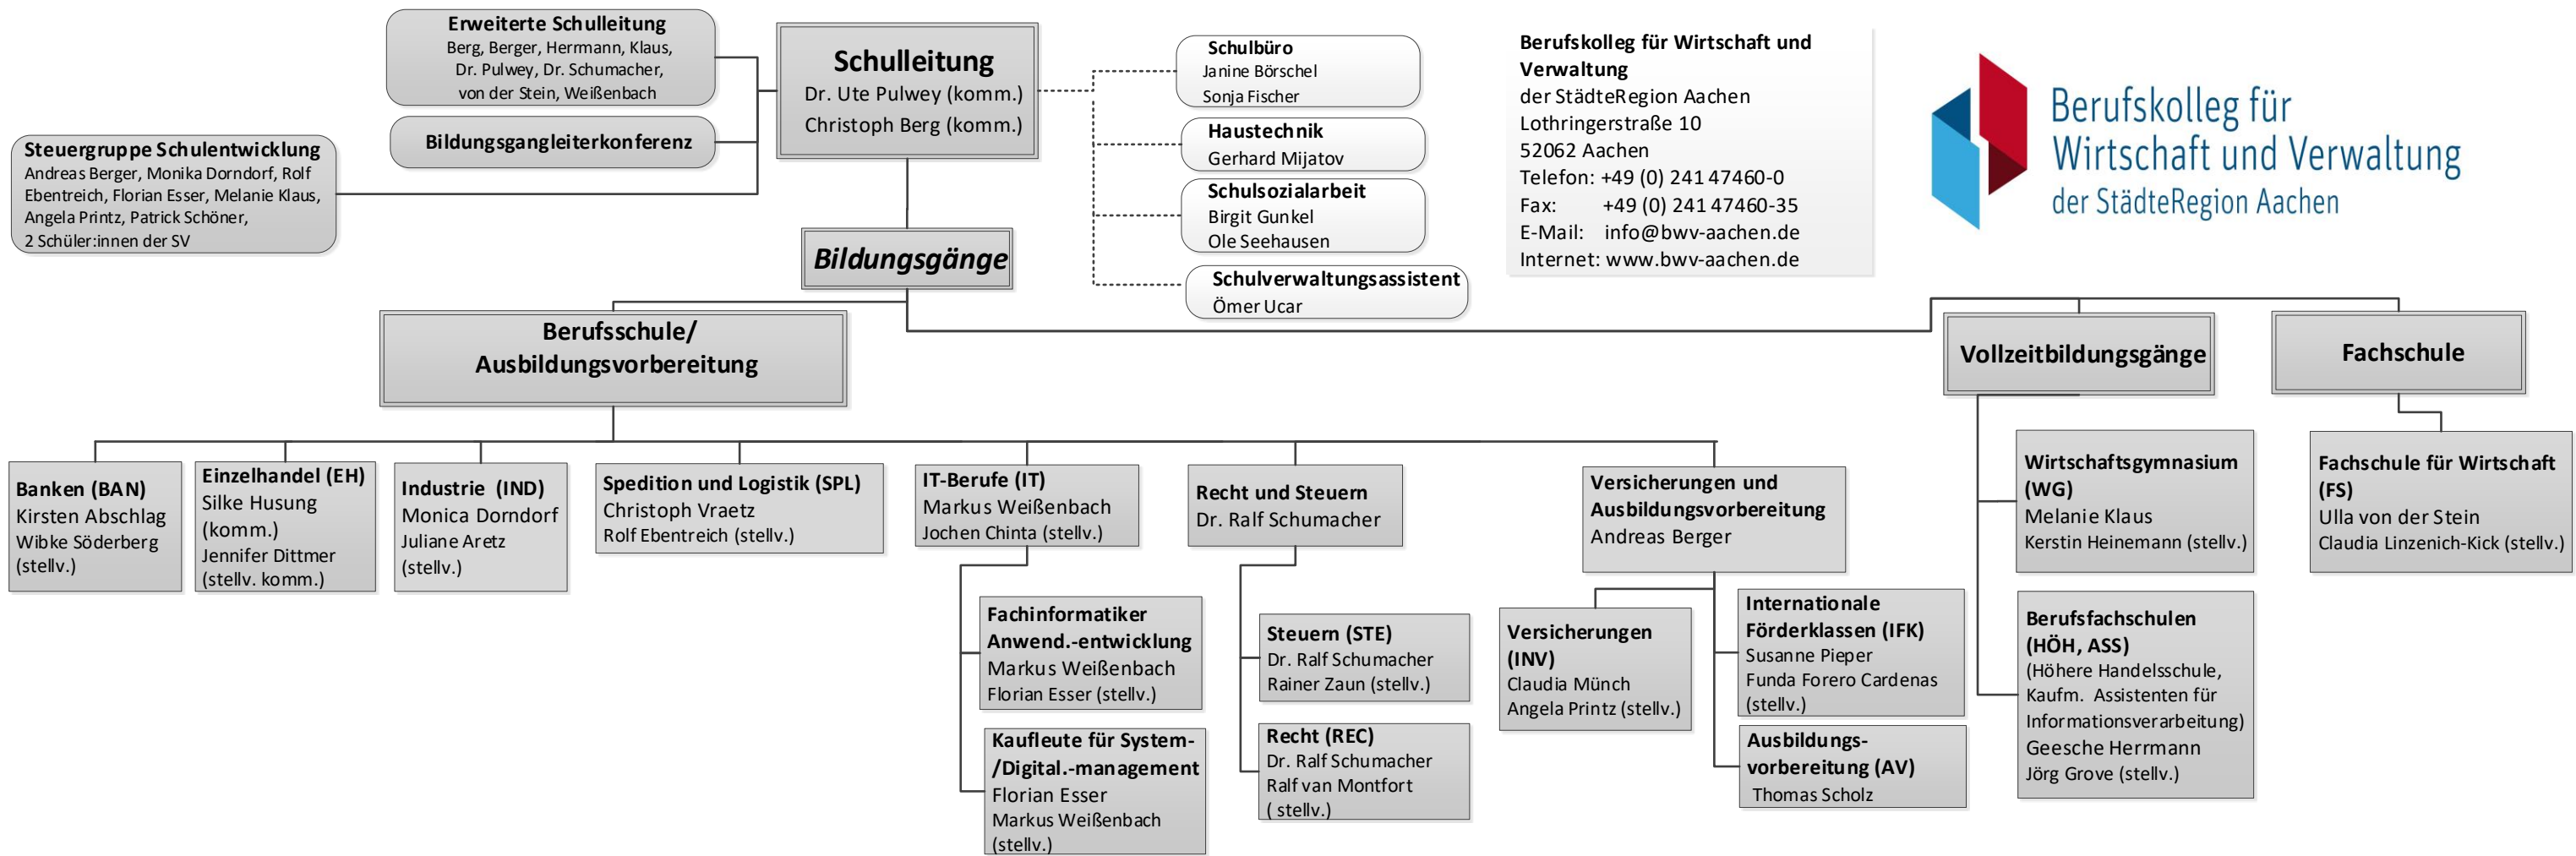 Erweiterte Schulleitung
Berg, Berger, Herrmann, Klaus,
Dr. Pulwey, Dr. Schumacher,
von der Stein, Weißenbach
Bildungsgangleiterkonferenz
Steuergruppe Schulentwicklung
Andreas Berger, Monika Dorndorf, Rolf
Ebentreich, Florian Esser, Melanie Klaus,
Angela Printz, Patrick Schöner,
2 Schüler:innen der SV
Schulleitung
Dr. Ute Pulwey (komm.)
Christoph Berg (komm.)
Schulbüro
Janine Börschel
Sonja Fischer
Haustechnik
Gerhard Mijatov
Schulsozialarbeit
Birgit Gunkel
Ole Seehausen
Schulverwaltungsassistent
Ömer Ucar
Berufskolleg für Wirtschaft und
Verwaltung
der StädteRegion Aachen
Lothringerstraße 10
52062 Aachen
Telefon: +49 (0) 241 47460-0
Fax: +49 (0) 241 47460-35
E-Mail: info@bwv-aachen.de
Internet: www.bwv-aachen.de
Berufskolleg für
Wirtschaft und Verwaltung
der StädteRegion Aachen
Bildungsgänge
Berufsschule/
Ausbildungsvorbereitung
Vollzeitbildungsgänge
Fachschule
Banken (BAN)
Kirsten Abschlag
Wibke Söderberg
(stellv.)
Einzelhandel (EH)
Silke Husung
(komm.)
Jennifer Dittmer
(stellv. komm.)
Industrie (IND)
Monica Dorndorf
Juliane Aretz
(stellv.)
Spedition und Logistik (SPL)
Christoph Vraetz
Rolf Ebentreich (stellv.)
IT-Berufe (IT)
Markus Weißenbach
Jochen Chinta (stellv.)
Fachinformatiker
Anwend.-entwicklung
Markus Weißenbach
Florian Esser (stellv.)
Kaufleute für System-
/Digital.-management
Florian Esser
Markus Weißenbach
(stellv.)
Recht und Steuern
Dr. Ralf Schumacher
Steuern (STE)
Dr. Ralf Schumacher
Rainer Zaun (stellv.)
Recht (REC)
Dr. Ralf Schumacher
Ralf van Montfort
( stellv.)
Versicherungen und
Ausbildungsvorbereitung
Andreas Berger
Versicherungen
(INV)
Claudia Münch
Angela Printz (stellv.)
Internationale
Förderklassen (IFK)
Susanne Pieper
Funda Forero Cardenas
(stellv.)
Ausbildungs-
vorbereitung (AV)
Thomas Scholz
Wirtschaftsgymnasium
(WG)
Melanie Klaus
Kerstin Heinemann (stellv.)
Berufsfachschulen
(HÖH, ASS)
(Höhere Handelsschule,
Kaufm. Assistenten für
Informationsverarbeitung)
Geesche Herrmann
Jörg Grove (stellv.)
Fachschule für Wirtschaft
(FS)
Ulla von der Stein
Claudia Linzenich-Kick (stellv.)